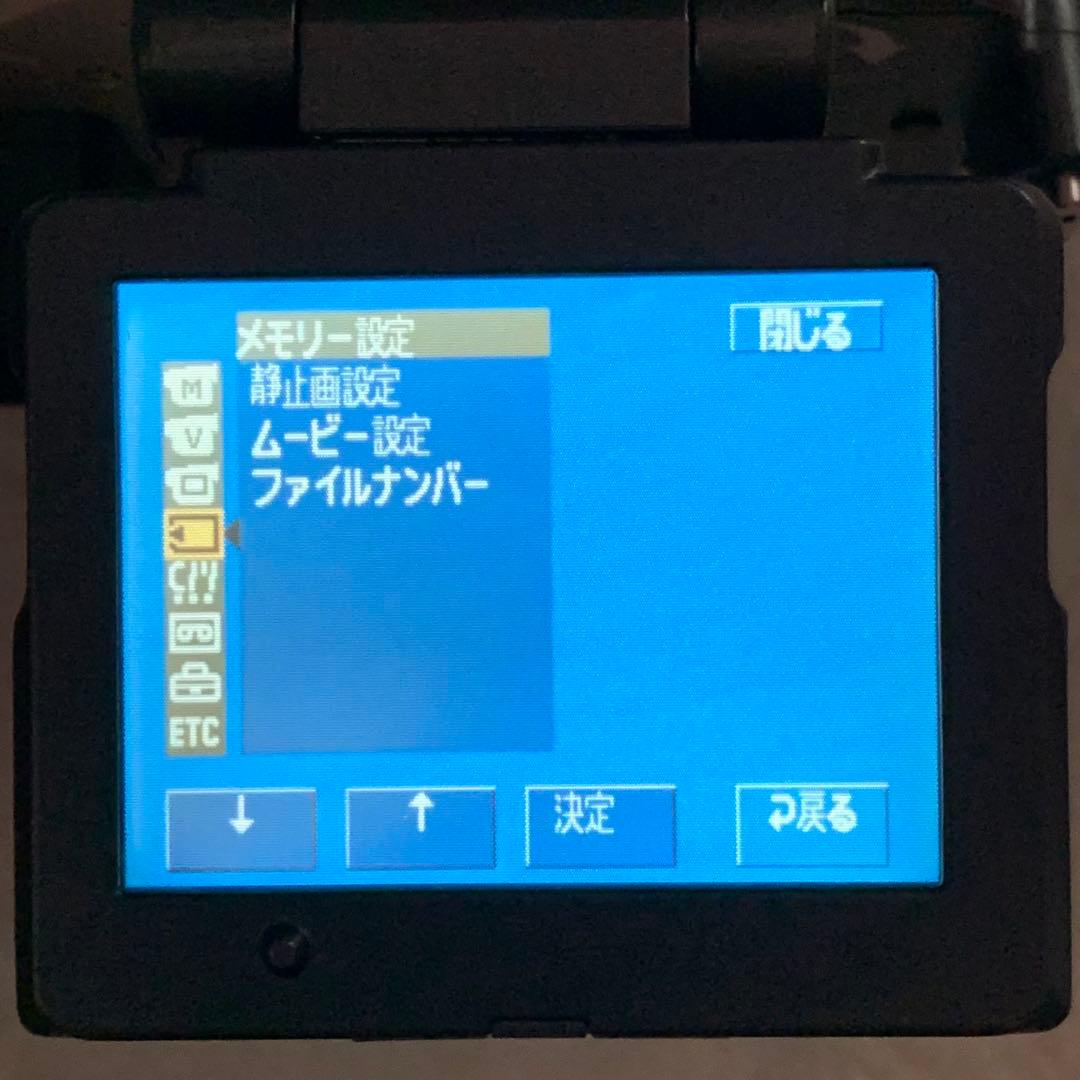 メモリー設定
閉じる
静止画設定
ムービー設定
ファイルナンバー
M
V
ETC
↓
↑
決定
戻る